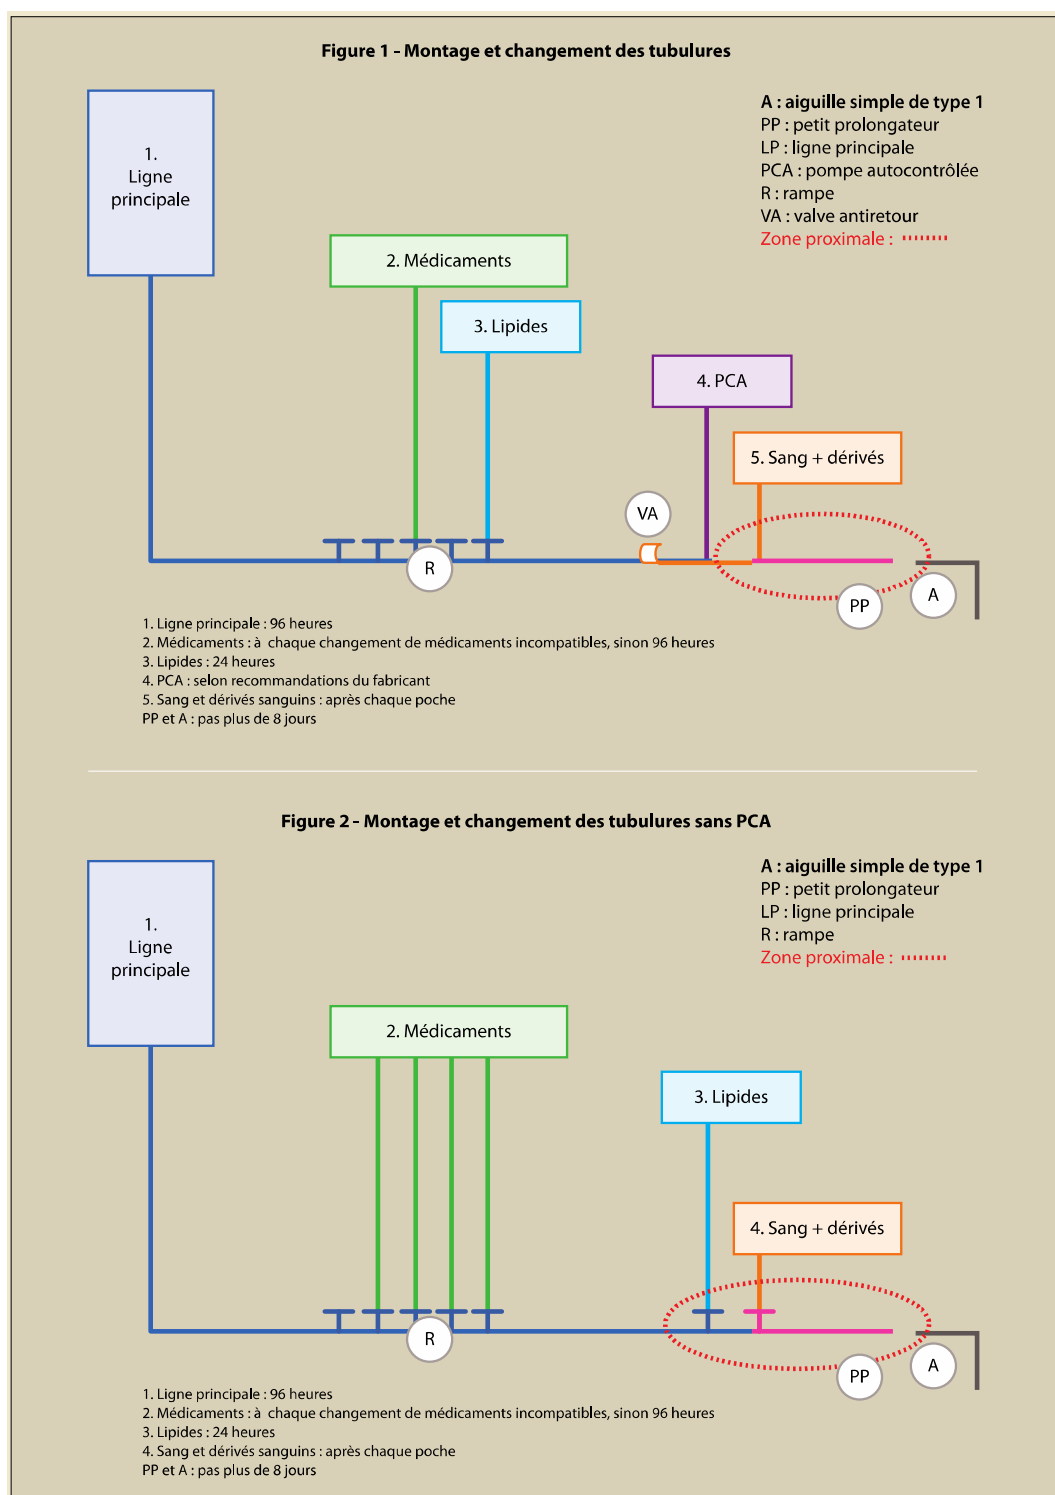 Figure 1 - Montage et changement des tubulures
1.
Ligne
principale
A : aiguille simple de type 1
PP : petit prolongateur
LP : ligne principale
PCA : pompe autocontrôlée
R : rampe
VA : valve antiretour
Zone proximale :
2. Médicaments
3. Lipides
4. PCA
5. Sang + dérivés
VA
R
PP
A
1. Ligne principale : 96 heures
2. Médicaments : à chaque changement de médicaments incompatibles, sinon 96 heures
3. Lipides : 24 heures
4. PCA : selon recommandations du fabricant
5. Sang et dérivés sanguins : après chaque poche
PP et A : pas plus de 8 jours
Figure 2 - Montage et changement des tubulures sans PCA
1.
Ligne
principale
A : aiguille simple de type 1
PP : petit prolongateur
LP : ligne principale
R : rampe
Zone proximale :
2. Médicaments
3. Lipides
4. Sang + dérivés
R
PP
A
1. Ligne principale : 96 heures
2. Médicaments : à chaque changement de médicaments incompatibles, sinon 96 heures
3. Lipides : 24 heures
4. Sang et dérivés sanguins : après chaque poche
PP et A : pas plus de 8 jours